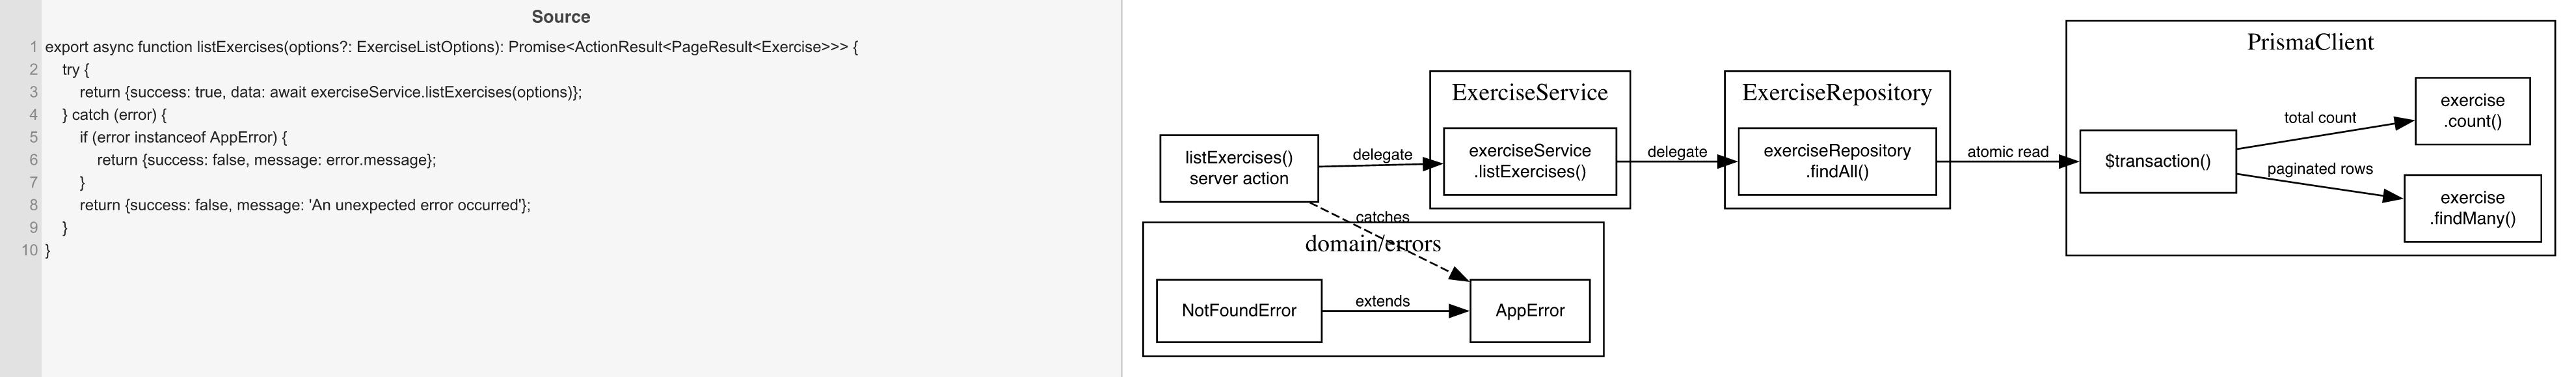 Source
1 export async function listExercises(options?: ExerciseListOptions): Promise<ActionResult<PageResult<Exercise>>> {
2 try {
3 return {success: true, data: await exerciseService.listExercises(options)};
4 } catch (error) {
5 if (error instanceof AppError) {
6 return {success: false, message: error.message};
7 }
8 return {success: false, message: 'An unexpected error occurred'};
9 }
10 }
listExercises()
server action
delegate
ExerciseService
exerciseService
.listExercises()
delegate
ExerciseRepository
exerciseRepository
.findAll()
atomic read
PrismaClient
$transaction()
total count
exercise
.count()
paginated rows
exercise
.findMany()
catches
domain/errors
NotFoundError
extends
AppError